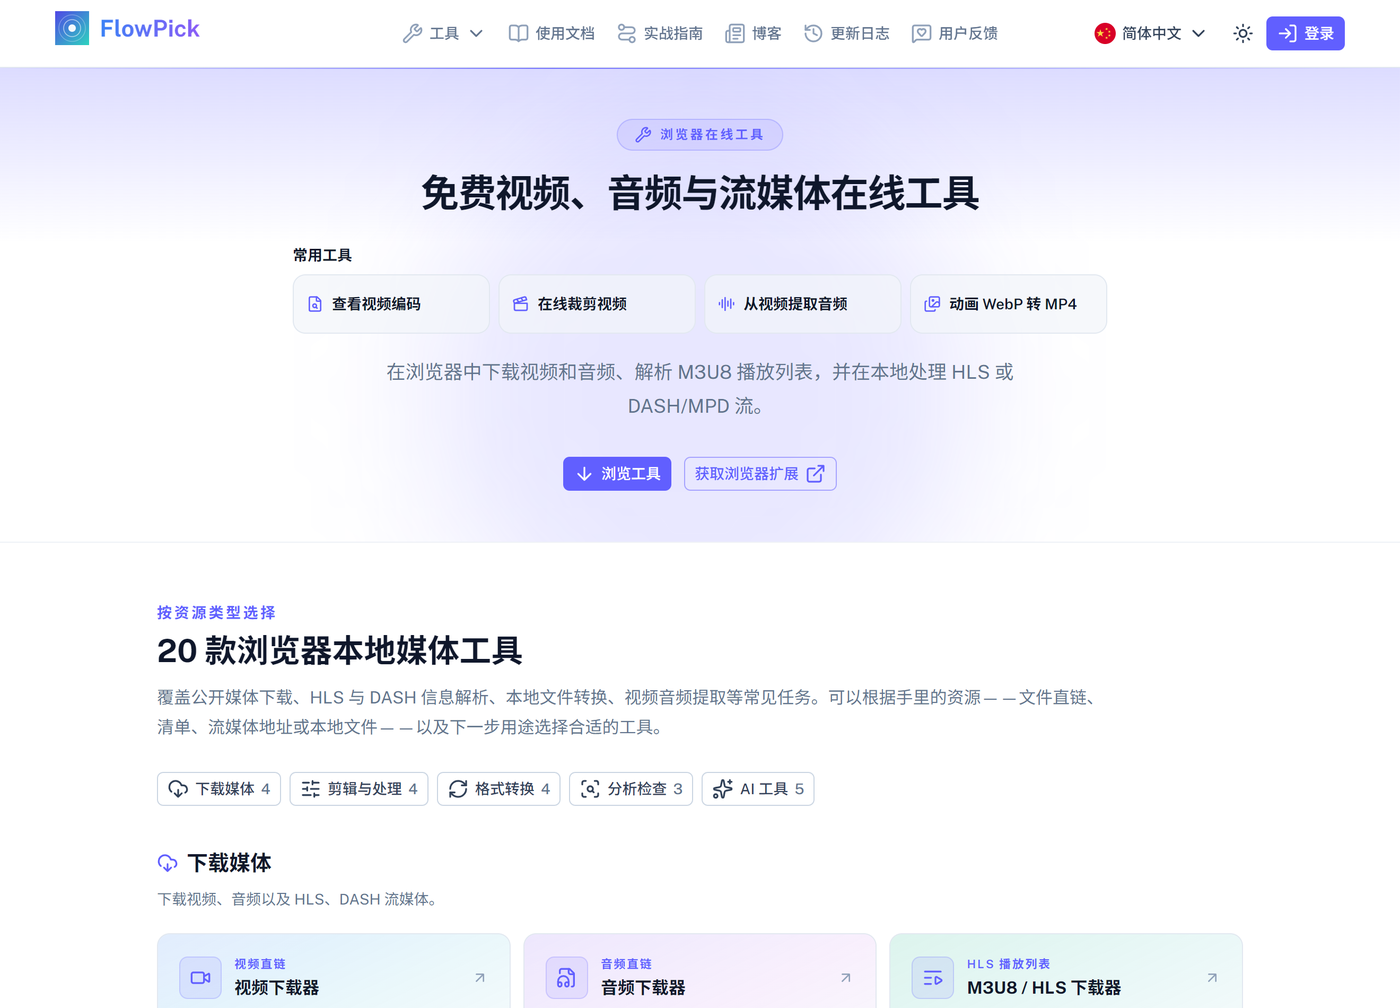 FlowPick
工具
使用文档
实战指南
博客
更新日志
用户反馈
简体中文
登录
浏览器在线工具
免费视频、音频与流媒体在线工具
常用工具
查看视频编码
在线裁剪视频
从视频提取音频
动画 WebP 转 MP4
在浏览器中下载视频和音频、解析 M3U8 播放列表，并在本地处理 HLS 或
DASH/MPD 流。
浏览工具
获取浏览器扩展
按资源类型选择
20 款浏览器本地媒体工具
覆盖公开媒体下载、HLS 与 DASH 信息解析、本地文件转换、视频音频提取等常见任务。可以根据手里的资源——文件直链、
清单、流媒体地址或本地文件——以及下一步用途选择合适的工具。
下载媒体 4
剪辑与处理 4
格式转换 4
分析检查 3
AI 工具 5
下载媒体
下载视频、音频以及 HLS、DASH 流媒体。
视频直链
视频下载器
音频直链
音频下载器
HLS 播放列表
M3U8 / HLS 下载器